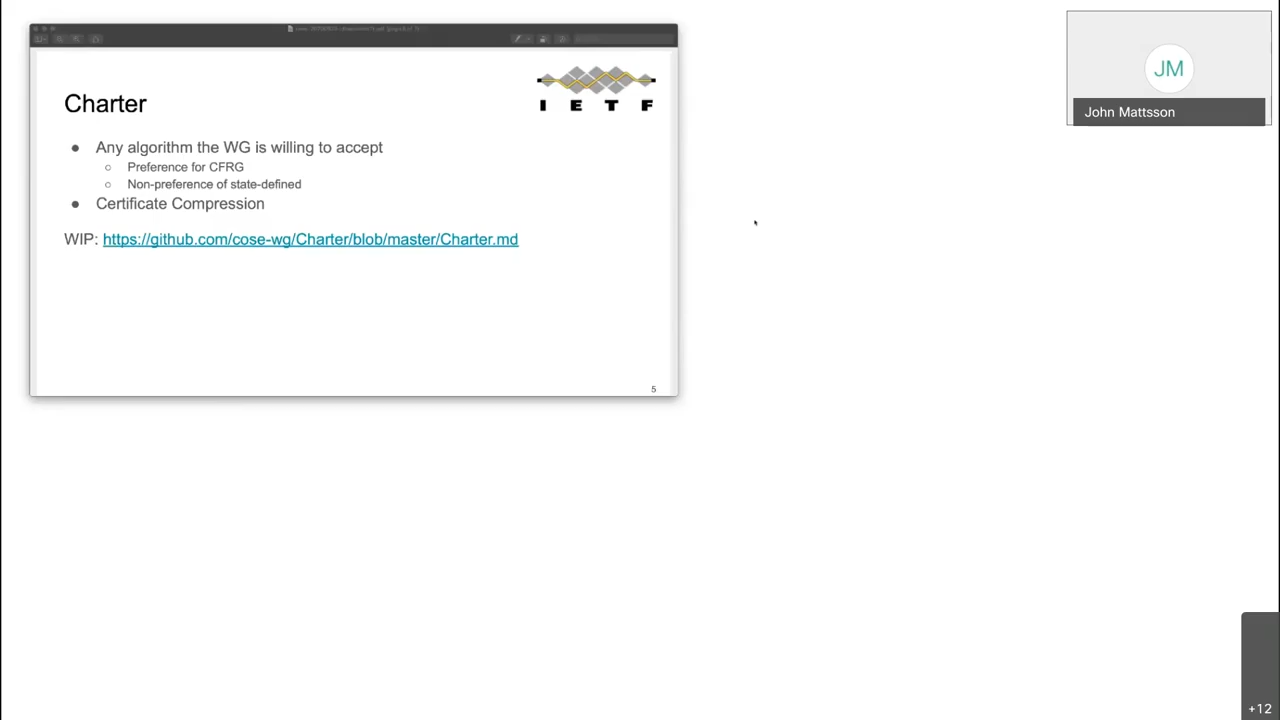 I E T F
Charter
● Any algorithm the WG is willing to accept
○ Preference for CFRG
○ Non-preference of state-defined
● Certificate Compression
WIP: https://github.com/cose-wg/Charter/blob/master/Charter.md
5
JM
John Mattsson
+12